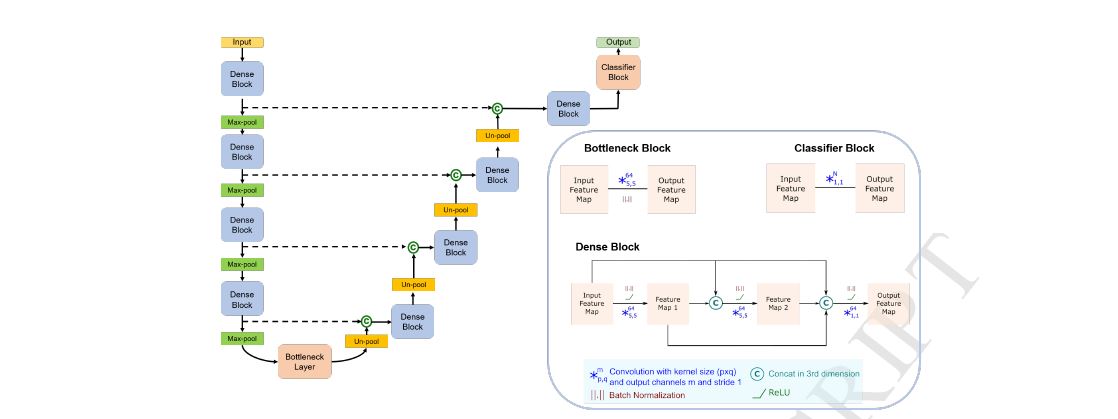 Input
Dense
Block
Max-pool
Dense
Block
Max-pool
Dense
Block
Max-pool
Dense
Block
Max-pool
Bottleneck
Layer
Un-pool
C
Dense
Block
Un-pool
C
Dense
Block
Un-pool
C
Dense
Block
Un-pool
C
Dense
Block
Classifier
Block
Output
Bottleneck Block
Input
Feature
Map
*64 5,5
||.||
Output
Feature
Map
Classifier Block
Input
Feature
Map
*N 1,1
Output
Feature
Map
Dense Block
Input
Feature
Map
||.||
*64 5,5
Feature
Map 1
C
||.||
*64 5,5
Feature
Map 2
C
||.||
*64 1,1
Output
Feature
Map
*m p,q Convolution with kernel size (pxq)
and output channels m and stride 1
||.|| Batch Normalization
C Concat in 3rd dimension
ReLU
RIPT